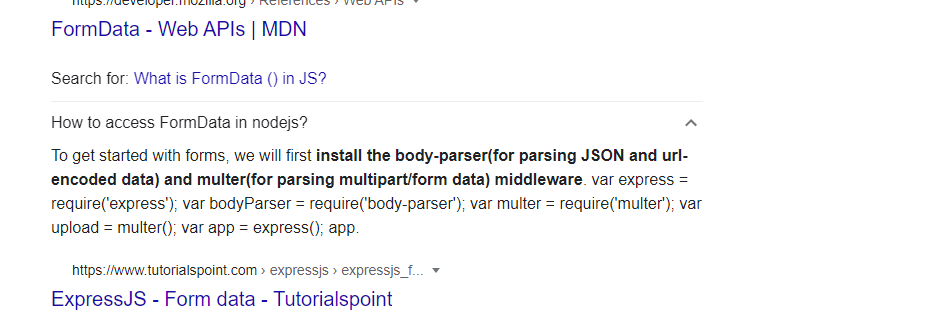 https://developer.mozilla.org › References › Web APIs
FormData - Web APIs | MDN
Search for: What is FormData () in JS?
How to access FormData in nodejs?
To get started with forms, we will first install the body-parser(for parsing JSON and url-
encoded data) and multer(for parsing multipart/form data) middleware. var express =
require('express'); var bodyParser = require('body-parser'); var multer = require('multer'); var
upload = multer(); var app = express(); app.
https://www.tutorialspoint.com › expressjs › expressjs_f...
ExpressJS - Form data - Tutorialspoint